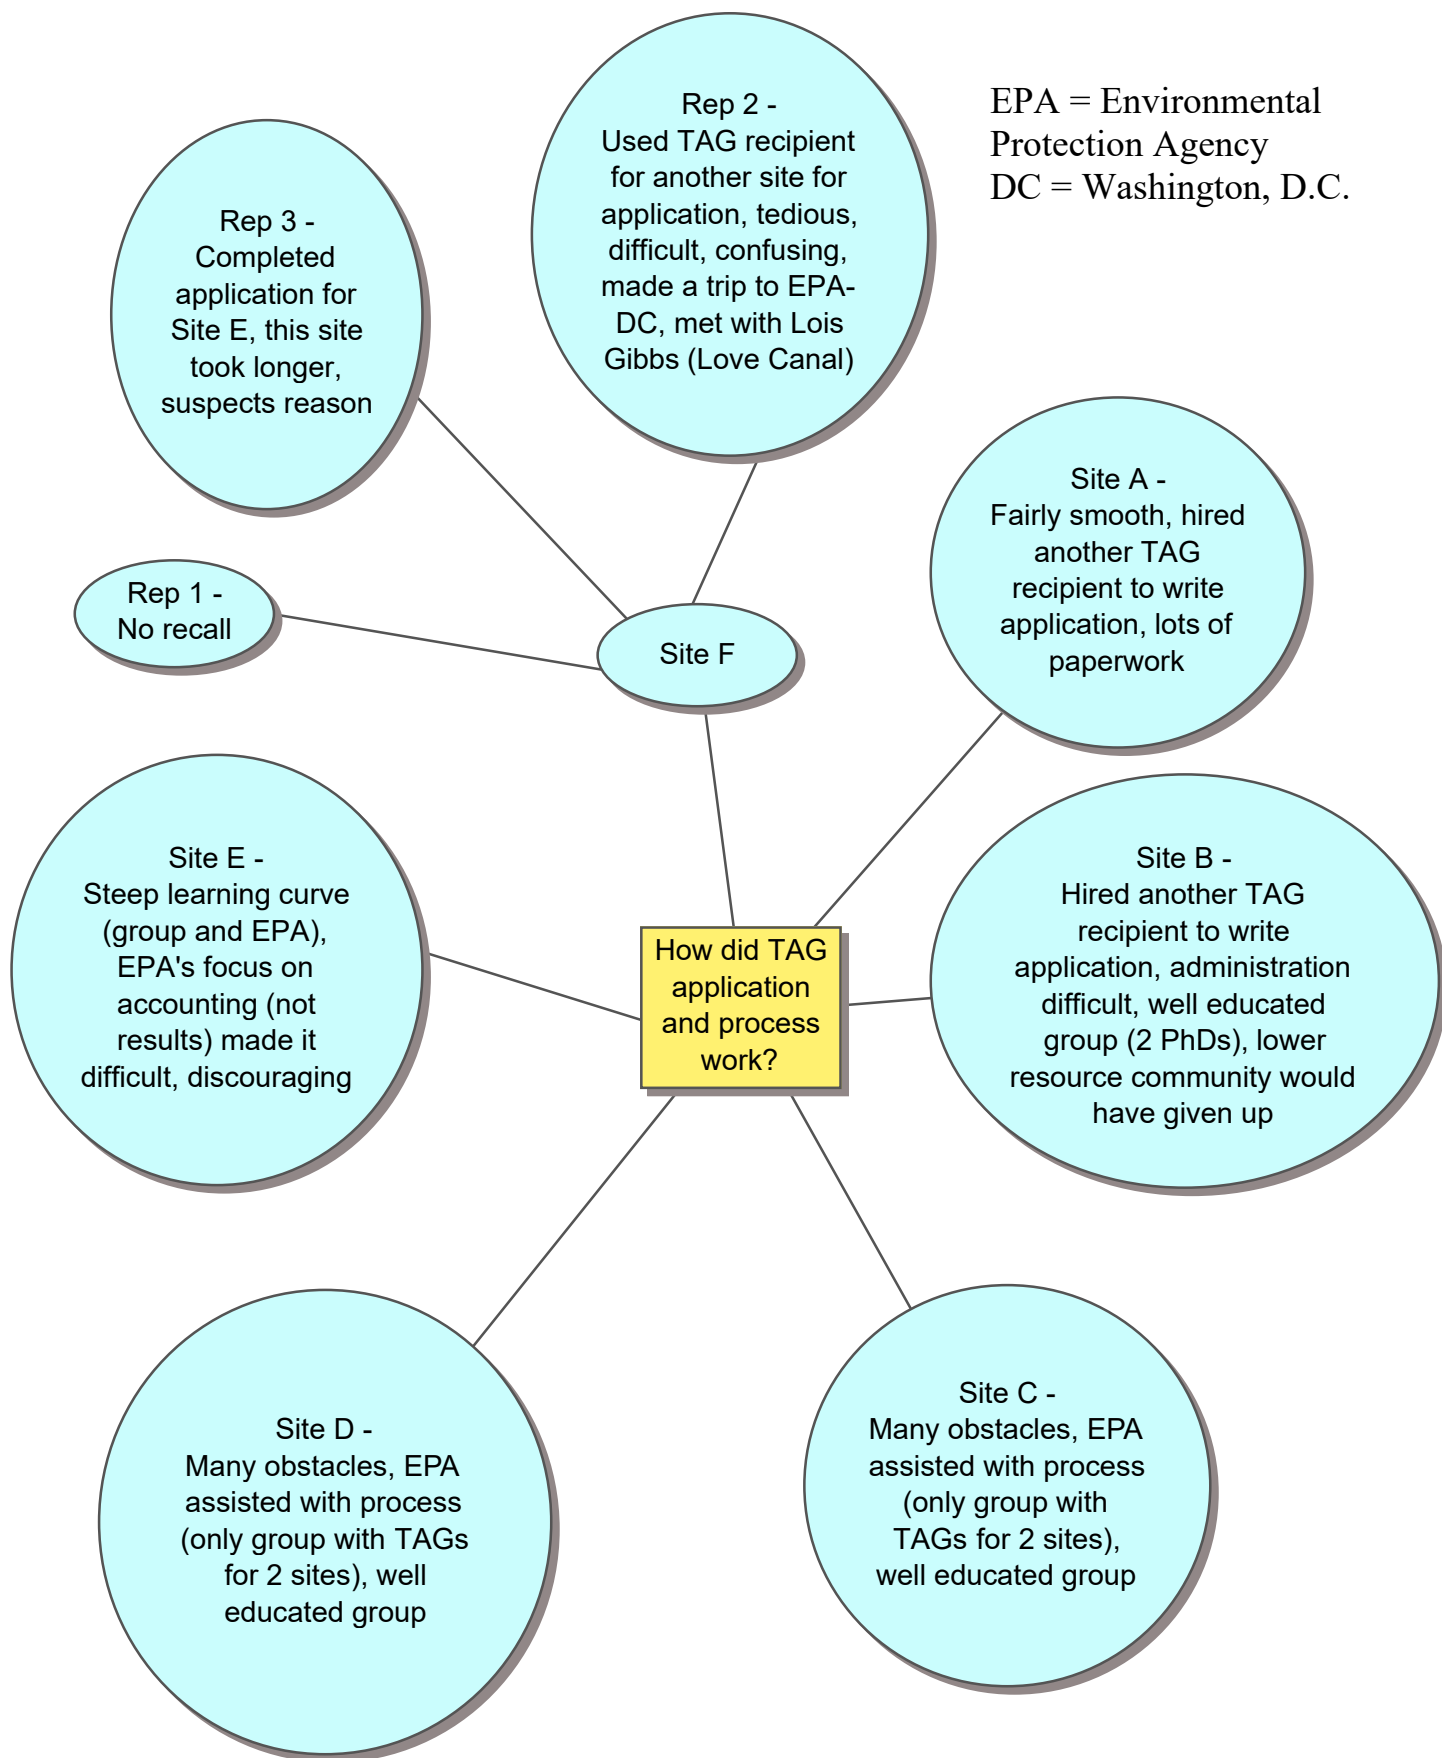 Rep 2 -
Used TAG recipient
for another site for
application, tedious,
difficult, confusing,
made a trip to EPA-
DC, met with Lois
Gibbs (Love Canal)
EPA = Environmental
Protection Agency
DC = Washington, D.C.
Rep 3 -
Completed
application for
Site E, this site
took longer,
suspects reason
Site A -
Fairly smooth, hired
another TAG
recipient to write
application, lots of
paperwork
Rep 1 -
No recall
Site F
Site E -
Steep learning curve
(group and EPA),
EPA's focus on
accounting (not
results) made it
difficult, discouraging
How did TAG
application
and process
work?
Site B -
Hired another TAG
recipient to write
application, administration
difficult, well educated
group (2 PhDs), lower
resource community would
have given up
Site D -
Many obstacles, EPA
assisted with process
(only group with TAGs
for 2 sites), well
educated group
Site C -
Many obstacles, EPA
assisted with process
(only group with
TAGs for 2 sites),
well educated group